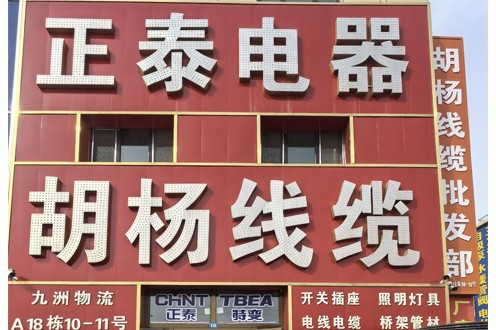 正泰电器
胡杨线缆
胡杨线缆批发部
九洲物流
A18栋10-11号
CHNT
正泰
TBEA
特变
10
开关插座 照明灯具
电线电缆 桥架管材
厂